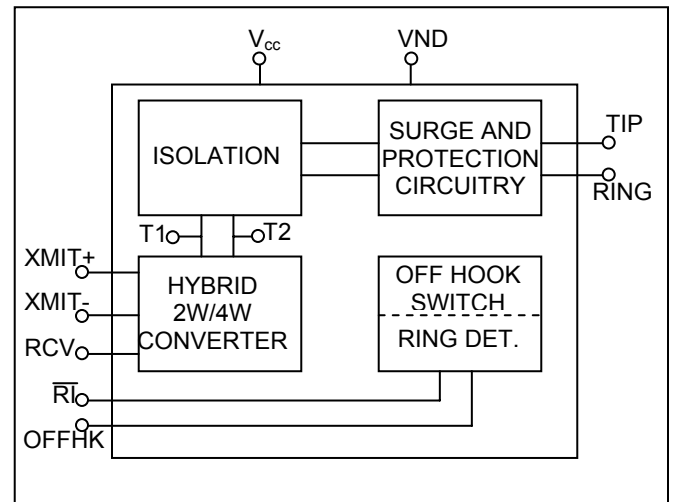 Vcc
VND
ISOLATION
SURGE AND
PROTECTION
CIRCUITRY
TIP
RING
T1
T2
XMIT+
XMIT-
RCV
RI
OFFHK
HYBRID
2W/4W
CONVERTER
OFF HOOK
SWITCH
RING DET.